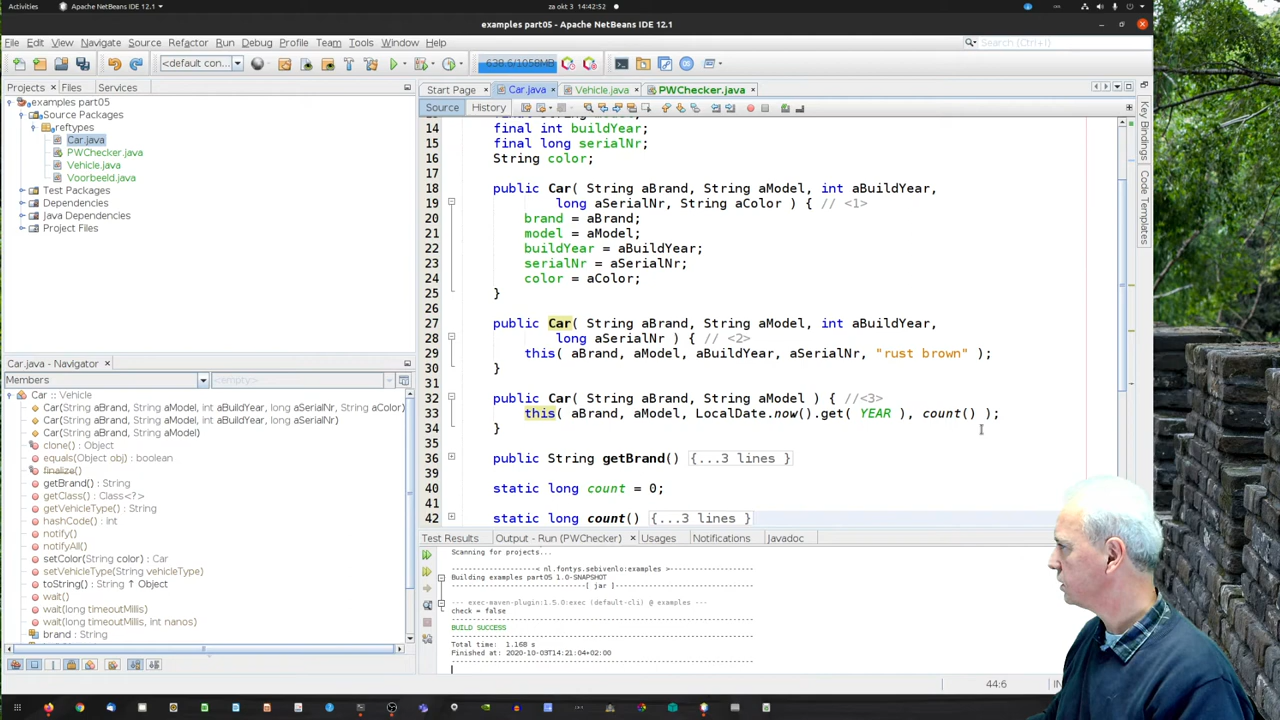 Activities
Apache NetBeans IDE 12.1
za okt 3 14:42:52
examples part05 - Apache NetBeans IDE 12.1
File Edit View Navigate Source Refactor Run Debug Profile Team Tools Window Help
Search (Ctrl+I)
<default con...
638.6/1058MB
Projects × Files Services
examples part05
Source Packages
reftypes
Car.java
PWChecker.java
Vehicle.java
Voorbeeld.java
Test Packages
Dependencies
Java Dependencies
Project Files
Car.java - Navigator ×
Members
<empty>
Car :: Vehicle
Car(String aBrand, String aModel, int aBuildYear, long aSerialNr, String aColor)
Car(String aBrand, String aModel, int aBuildYear, long aSerialNr)
Car(String aBrand, String aModel)
clone() : Object
equals(Object obj) : boolean
finalize()
getBrand() : String
getClass() : Class<?>
getVehicleType() : String
hashCode() : int
notify()
notifyAll()
setColor(String color) : Car
setVehicleType(String vehicleType)
toString() : String ↑ Object
wait()
wait(long timeoutMillis)
wait(long timeoutMillis, int nanos)
brand : String
Start Page × Car.java × Vehicle.java × PWChecker.java ×
Source History
14 final int buildYear;
15 final long serialNr;
16 String color;
17
18 public Car( String aBrand, String aModel, int aBuildYear,
19 long aSerialNr, String aColor ) { // <1>
20 brand = aBrand;
21 model = aModel;
22 buildYear = aBuildYear;
23 serialNr = aSerialNr;
24 color = aColor;
25 }
26
27 public Car( String aBrand, String aModel, int aBuildYear,
28 long aSerialNr ) { // <2>
29 this( aBrand, aModel, aBuildYear, aSerialNr, "rust brown" );
30 }
31
32 public Car( String aBrand, String aModel ) { //<3>
33 this( aBrand, aModel, LocalDate.now().get( YEAR ), count() );
34 }
35
36 public String getBrand() {...3 lines }
39
40 static long count = 0;
41
42 static long count() {...3 lines }
Key Bindings
Code Templates
Test Results Output - Run (PWChecker) × Usages Notifications Javadoc
Scanning for projects...
< nl.fontys.sebivenlo:examples >
Building examples part05 1.0-SNAPSHOT
[ jar ]
--- exec-maven-plugin:1.5.0:exec (default-cli) @ examples ---
check = false
BUILD SUCCESS
Total time: 1.168 s
Finished at: 2020-10-03T14:21:04+02:00
44:6